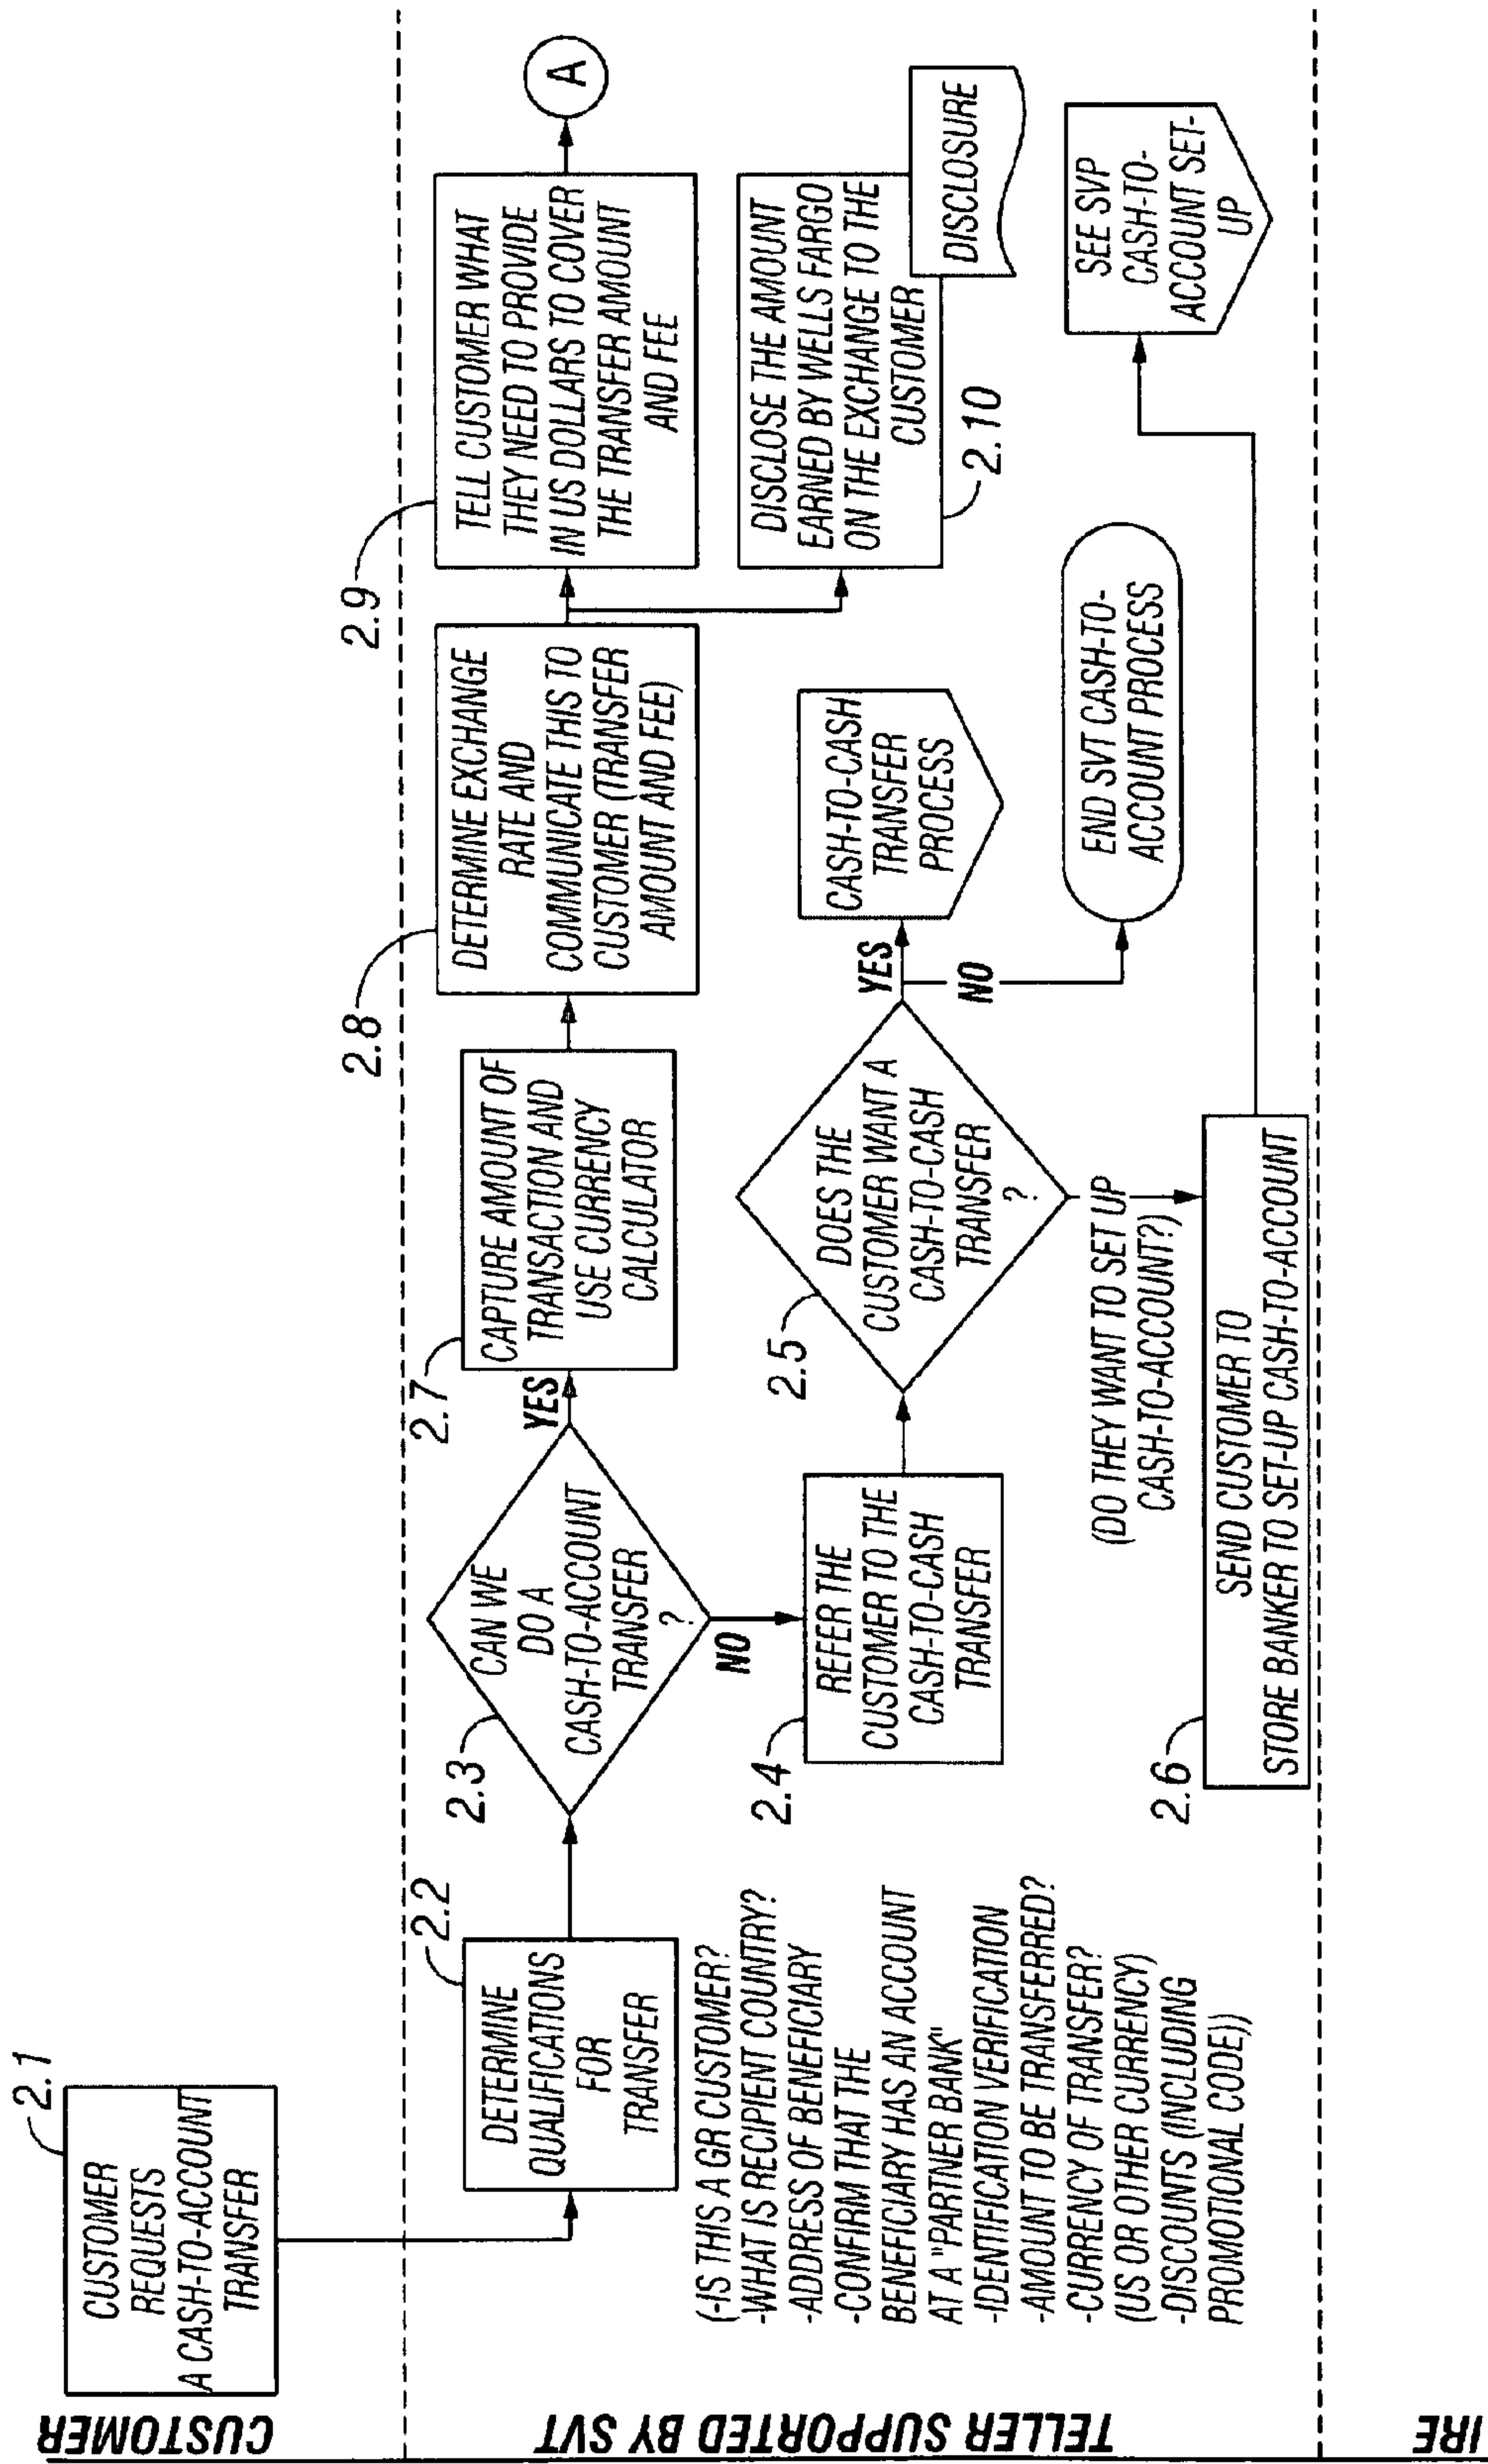 CUSTOMER
2.1
CUSTOMER
REQUESTS
A CASH-TO-ACCOUNT
TRANSFER
TELLER SUPPORTED BY SVT
2.2
DETERMINE
QUALIFICATIONS
FOR
TRANSFER
(-IS THIS A GR CUSTOMER?
-WHAT IS RECIPIENT COUNTRY?
-ADDRESS OF BENEFICIARY
-CONFIRM THAT THE
BENEFICIARY HAS AN ACCOUNT
AT A "PARTNER BANK"
-IDENTIFICATION VERIFICATION
-AMOUNT TO BE TRANSFERRED?
-CURRENCY OF TRANSFER?
(US OR OTHER CURRENCY)
-DISCOUNTS (INCLUDING
PROMOTIONAL CODE))
2.3
CAN WE
DO A
CASH-TO-ACCOUNT
TRANSFER
?
YES
NO
2.4
REFER THE
CUSTOMER TO THE
CASH-TO-CASH
TRANSFER
2.5
DOES THE
CUSTOMER WANT A
CASH-TO-CASH
TRANSFER
?
YES
NO
(DO THEY WANT TO SET UP
CASH-TO-ACCOUNT?)
2.6
SEND CUSTOMER TO
STORE BANKER TO SET-UP CASH-TO-ACCOUNT
2.7
CAPTURE AMOUNT OF
TRANSACTION AND
USE CURRENCY
CALCULATOR
2.8
DETERMINE EXCHANGE
RATE AND
COMMUNICATE THIS TO
CUSTOMER (TRANSFER
AMOUNT AND FEE)
CASH-TO-CASH
TRANSFER
PROCESS
END SVT CASH-TO-
ACCOUNT PROCESS
2.9
TELL CUSTOMER WHAT
THEY NEED TO PROVIDE
IN US DOLLARS TO COVER
THE TRANSFER AMOUNT
AND FEE
A
2.10
DISCLOSE THE AMOUNT
EARNED BY WELLS FARGO
ON THE EXCHANGE TO THE
CUSTOMER
DISCLOSURE
SEE SVP
CASH-TO-
ACCOUNT SET-
UP
IRE